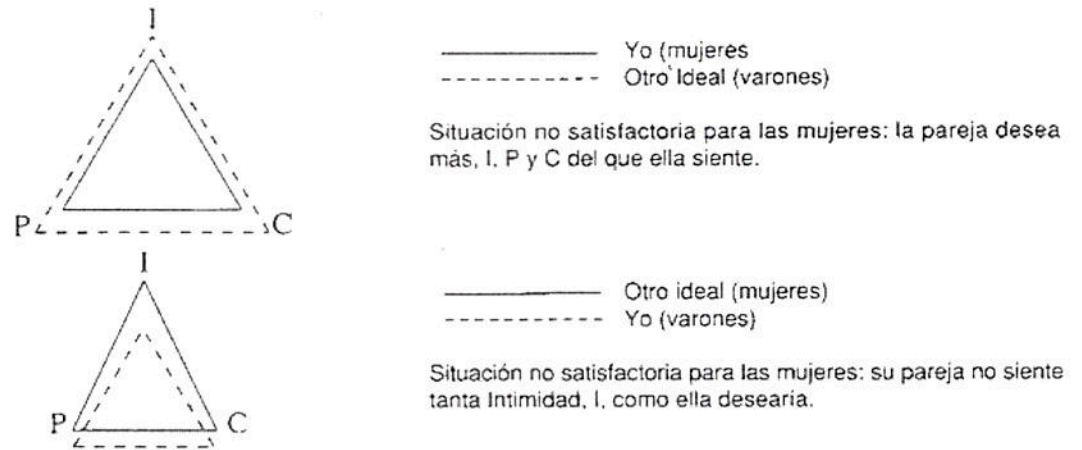 I
Yo (mujeres
Otro Ideal (varones)
Situación no satisfactoria para las mujeres: la pareja desea
más, I, P y C del que ella siente.
P
C
I
Otro ideal (mujeres)
Yo (varones)
Situación no satisfactoria para las mujeres: su pareja no siente
tanta Intimidad, I, como ella desearía.
P
C